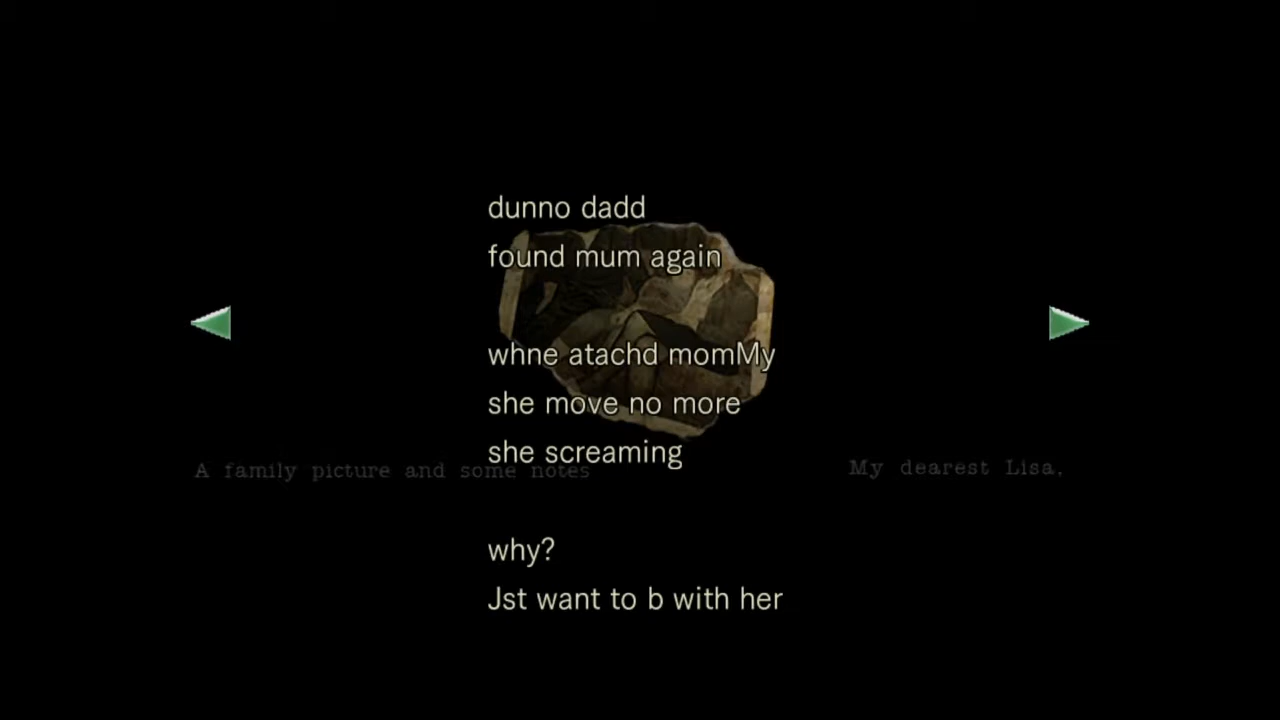 dunno dadd
found mum again
whne atachd momMy
she move no more
she screaming
A family picture and some notes
My dearest Lisa,
why?
Jst want to b with her